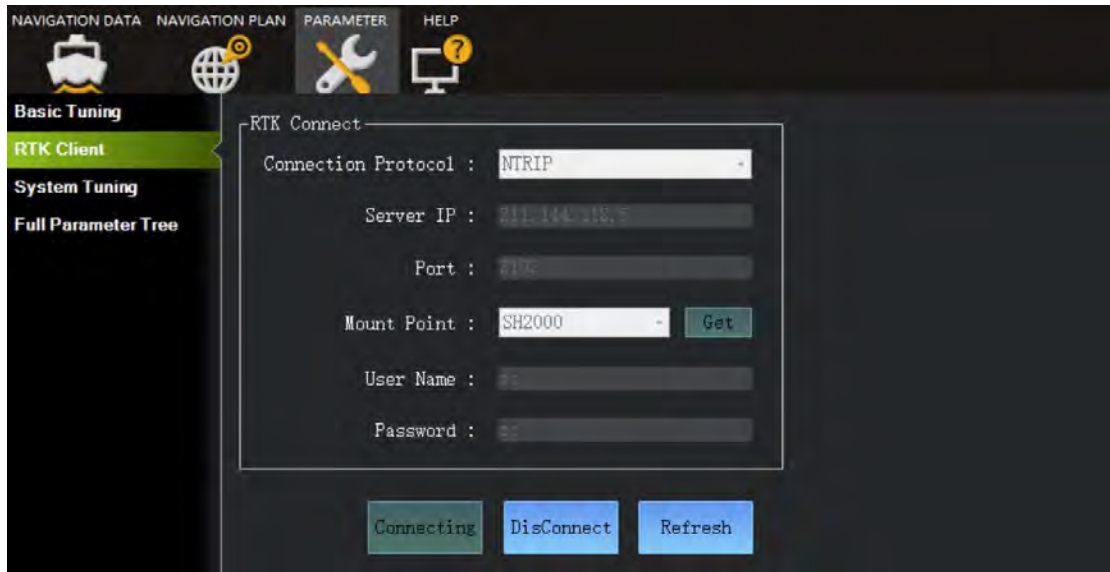 NAVIGATION DATA NAVIGATION PLAN PARAMETER HELP
?
Basic Tuning
RTK Client
System Tuning
Full Parameter Tree
RTK Connect
Connection Protocol : NTRIP
Server IP :
Port :
Mount Point : SH2000 Get
User Name :
Password :
Connecting DisConnect Refresh